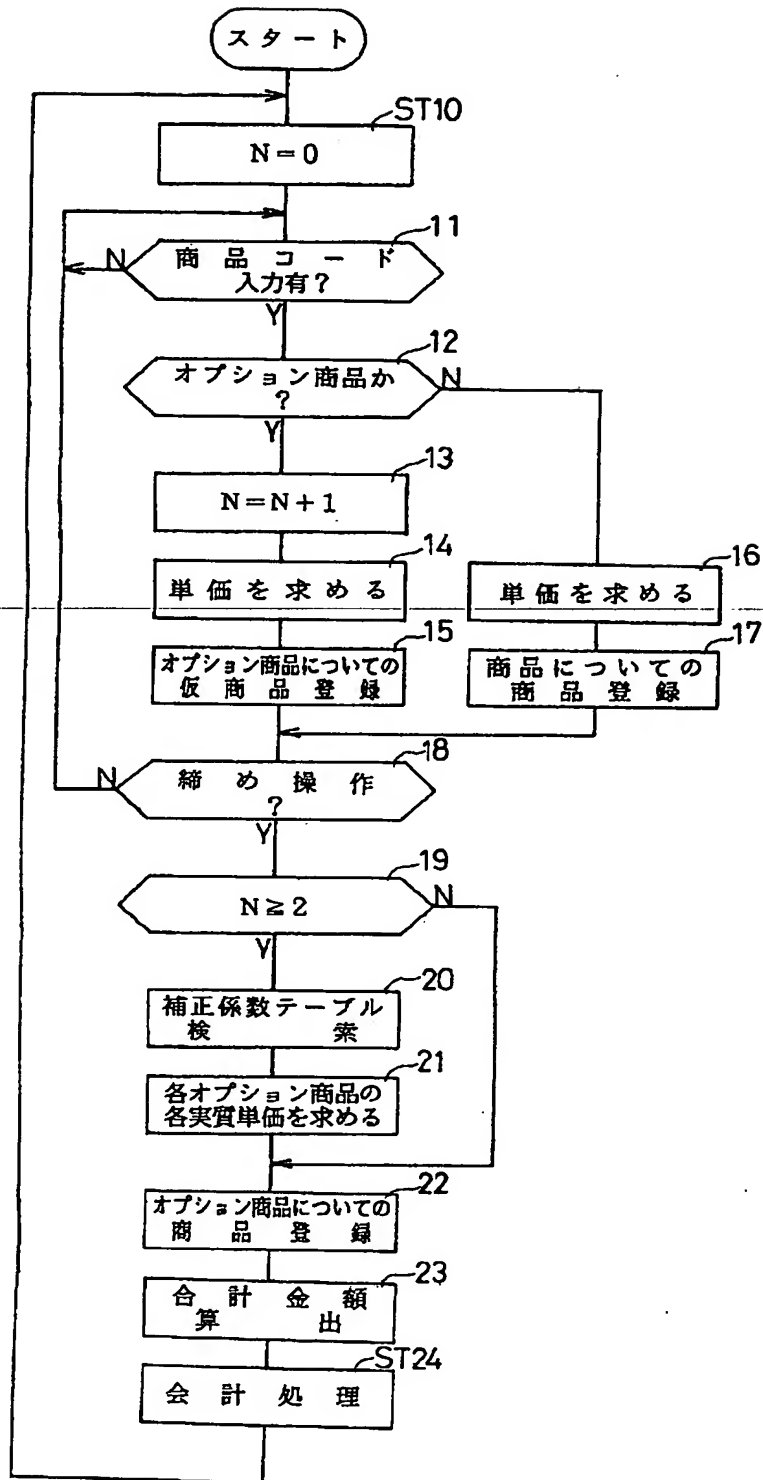 スタート
ST10
N=0
11
商品コード
入力有?
N
Y
12
オプション商品か
?
N
Y
13
N=N+1
14
単価を求める
16
単価を求める
15
オプション商品についての
仮商品登録
17
商品についての
商品登録
18
締め操作
?
N
Y
19
N≧2
N
Y
20
補正係数テーブル
検索
21
各オプション商品の
各実質単価を求める
22
オプション商品についての
商品登録
23
合計金額
算出
ST24
会計処理